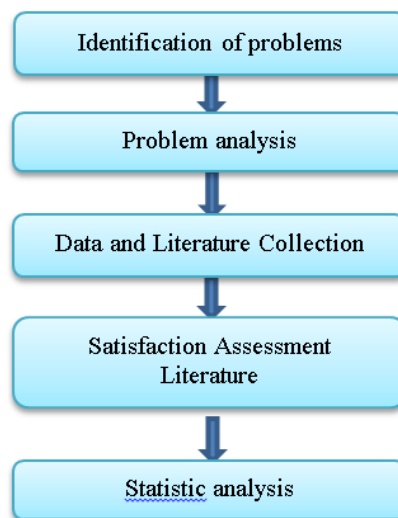 Identification of problems
Problem analysis
Data and Literature Collection
Satisfaction Assessment
Literature
Statistic analysis